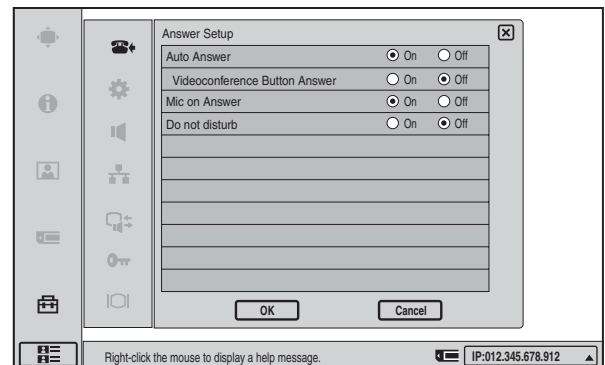 Answer Setup
Auto Answer On Off
Videoconference Button Answer On Off
Mic on Answer On Off
Do not disturb On Off
OK Cancel
Right-click the mouse to display a help message. IP:012.345.678.912